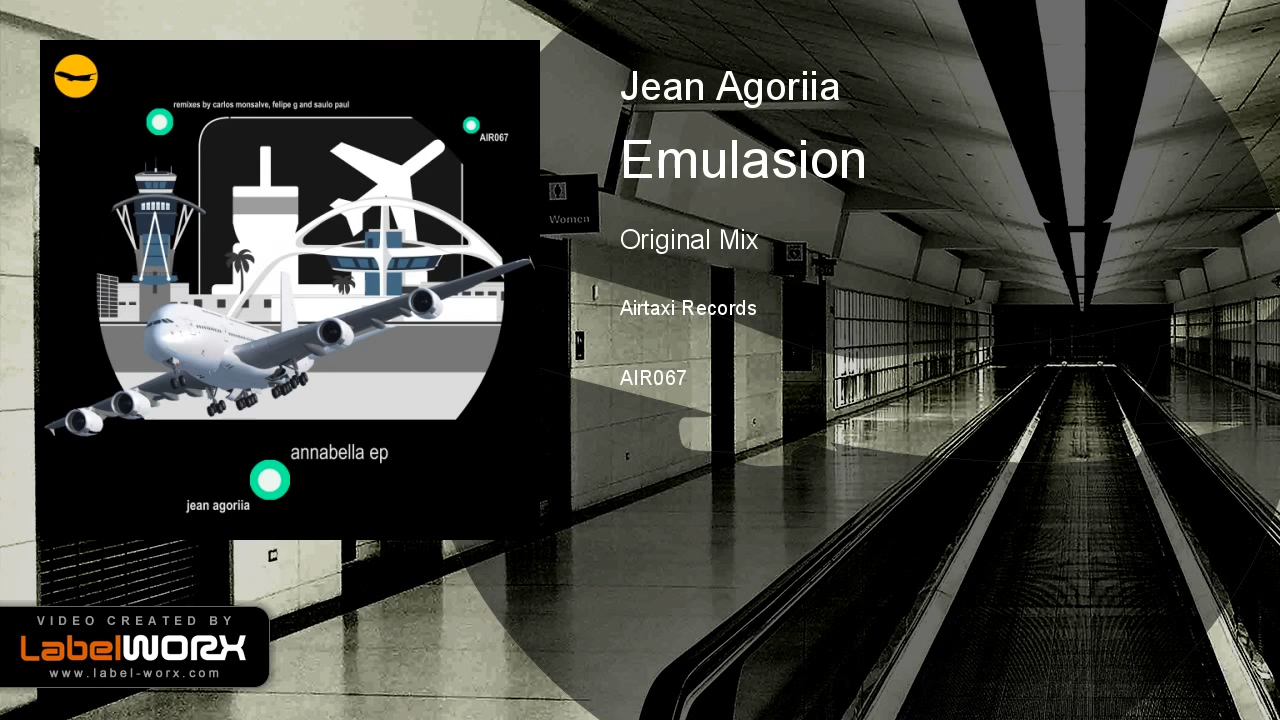 remixes by carlos monsalve, felipe g and saulo paul
AIR067
annabella ep
jean agoriia
Jean Agoriia
Emulasion
Original Mix
Airtaxi Records
AIR067
Women
VIDEO CREATED BY
LabelWORX
www.label-worx.com